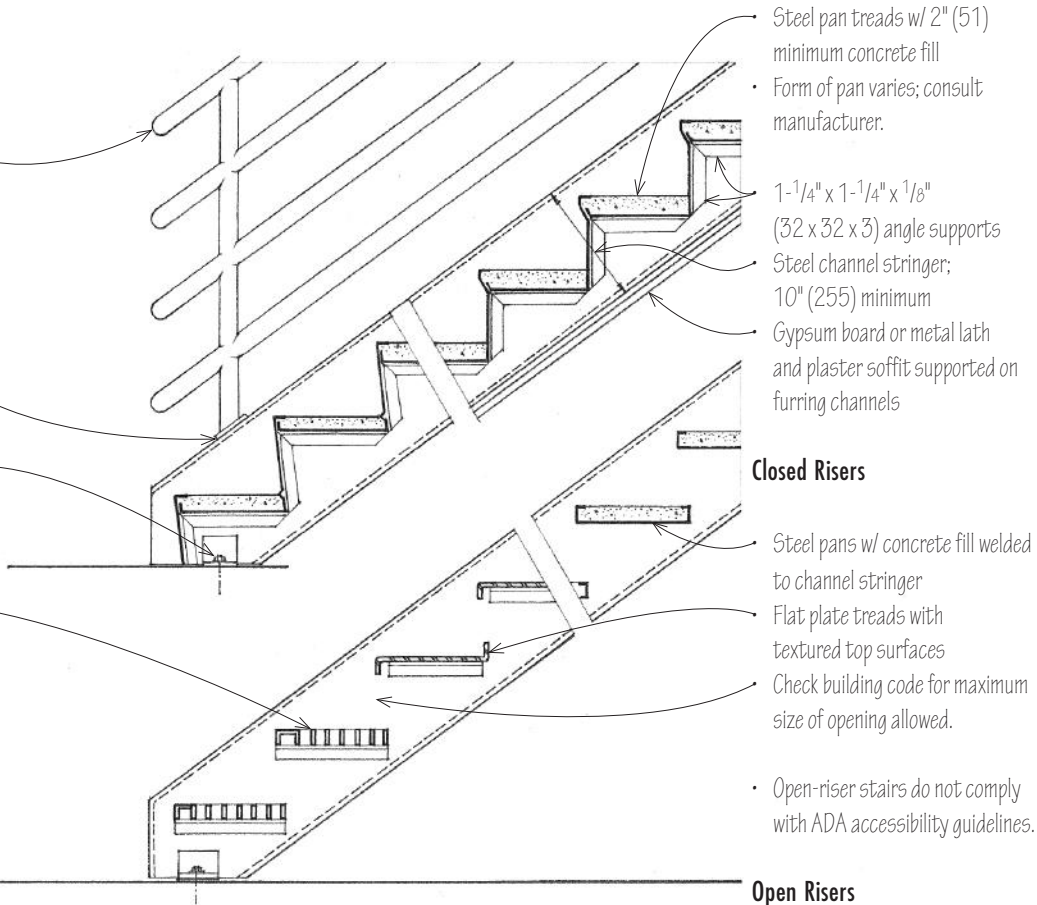 • Steel pan treads w/ 2" (51)
minimum concrete fill
• Form of pan varies; consult
manufacturer.
1-1/4" x 1-1/4" x 1/8"
(32 x 32 x 3) angle supports
Steel channel stringer;
10" (255) minimum
• Gypsum board or metal lath
and plaster soffit supported on
furring channels
Closed Risers
• Steel pans w/ concrete fill welded
to channel stringer
• Flat plate treads with
textured top surfaces
• Check building code for maximum
size of opening allowed.
• Open-riser stairs do not comply
with ADA accessibility guidelines.
Open Risers